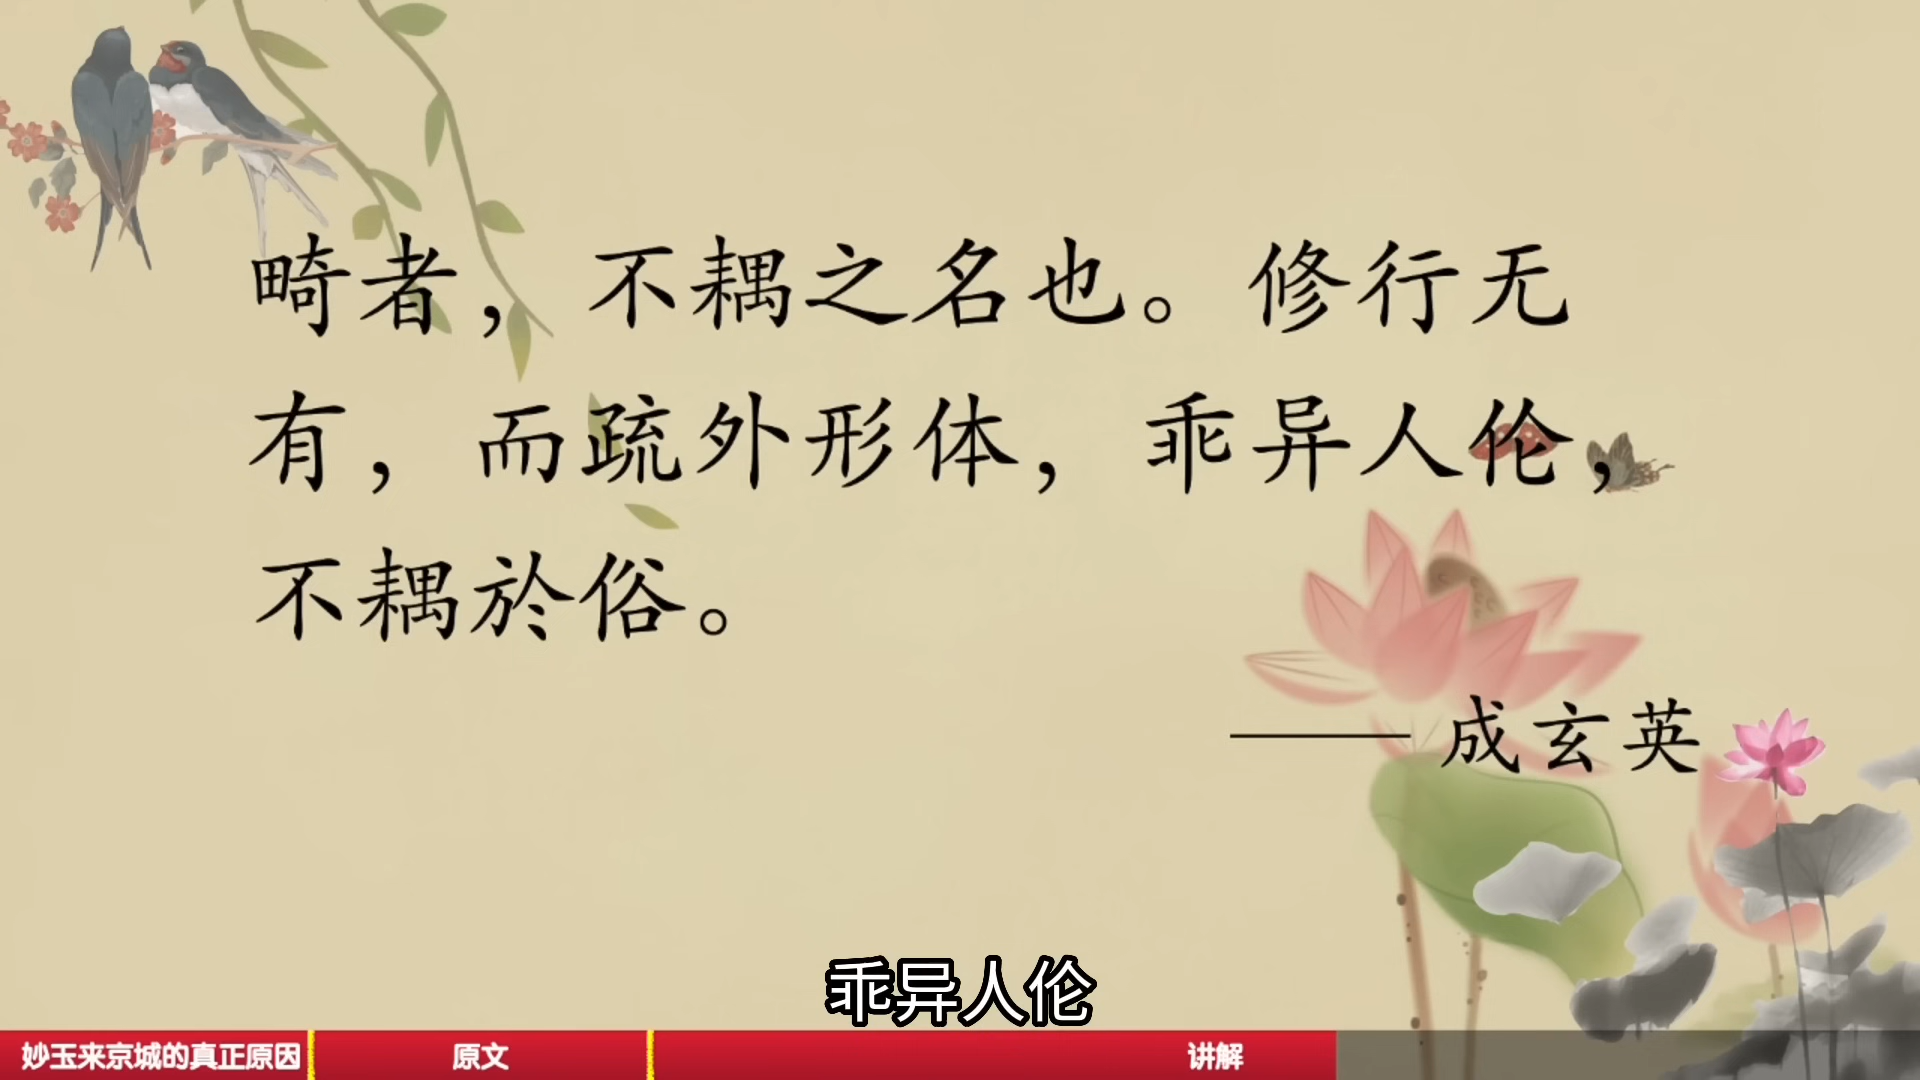 畸者，不耦之名也。修行无
有，而疏外形体，乖异人伦，
不耦於俗。
——成玄英
乖异人伦
妙玉来京城的真正原因
原文
讲解